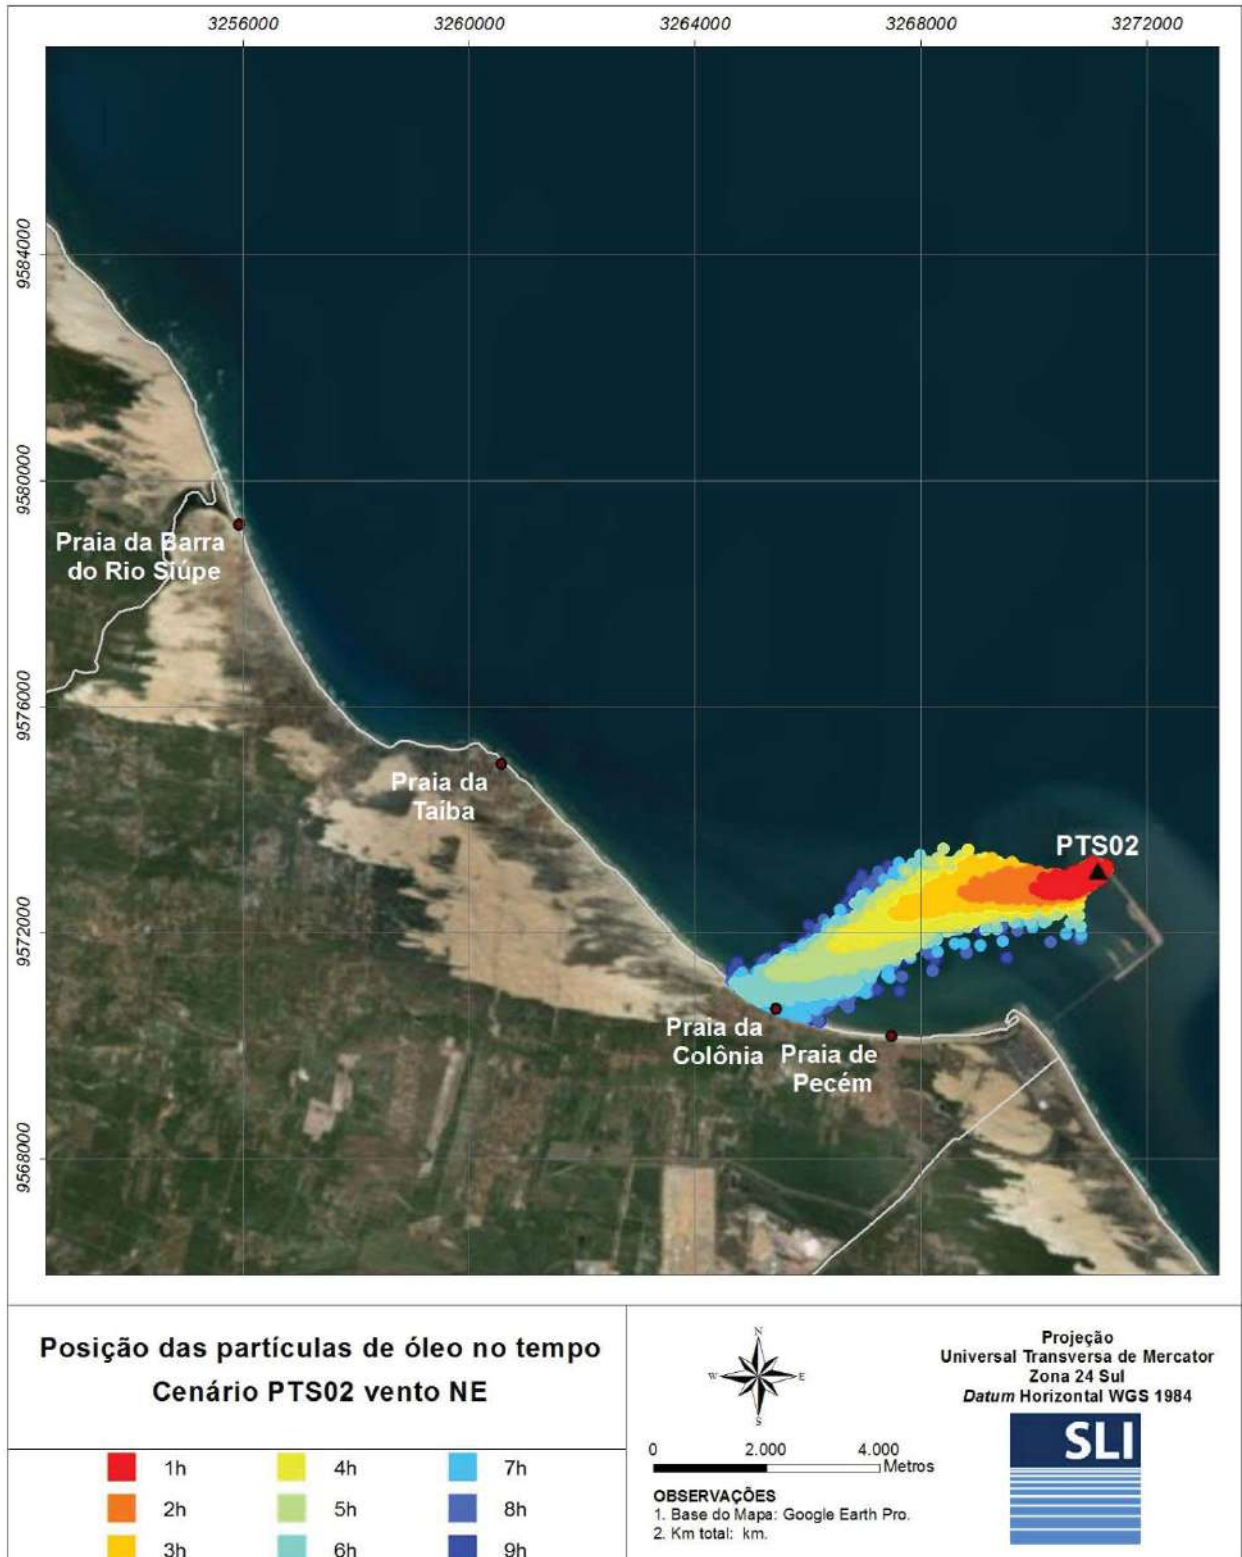 3256000 3260000 3264000 3268000 3272000
9584000
9580000
9576000
9572000
9568000
Praia da Barra
do Rio Siúpe
Praia da
Taíba
PTS02
Praia da
Colônia
Praia de
Pecém
Posição das partículas de óleo no tempo
Cenário PTS02 vento NE
1h 4h 7h
2h 5h 8h
3h 6h 9h
N
W E
S
0 2.000 4.000
Metros
OBSERVAÇÕES
1. Base do Mapa: Google Earth Pro.
2. Km total: km.
Projeção
Universal Transversa de Mercator
Zona 24 Sul
Datum Horizontal WGS 1984
SLI